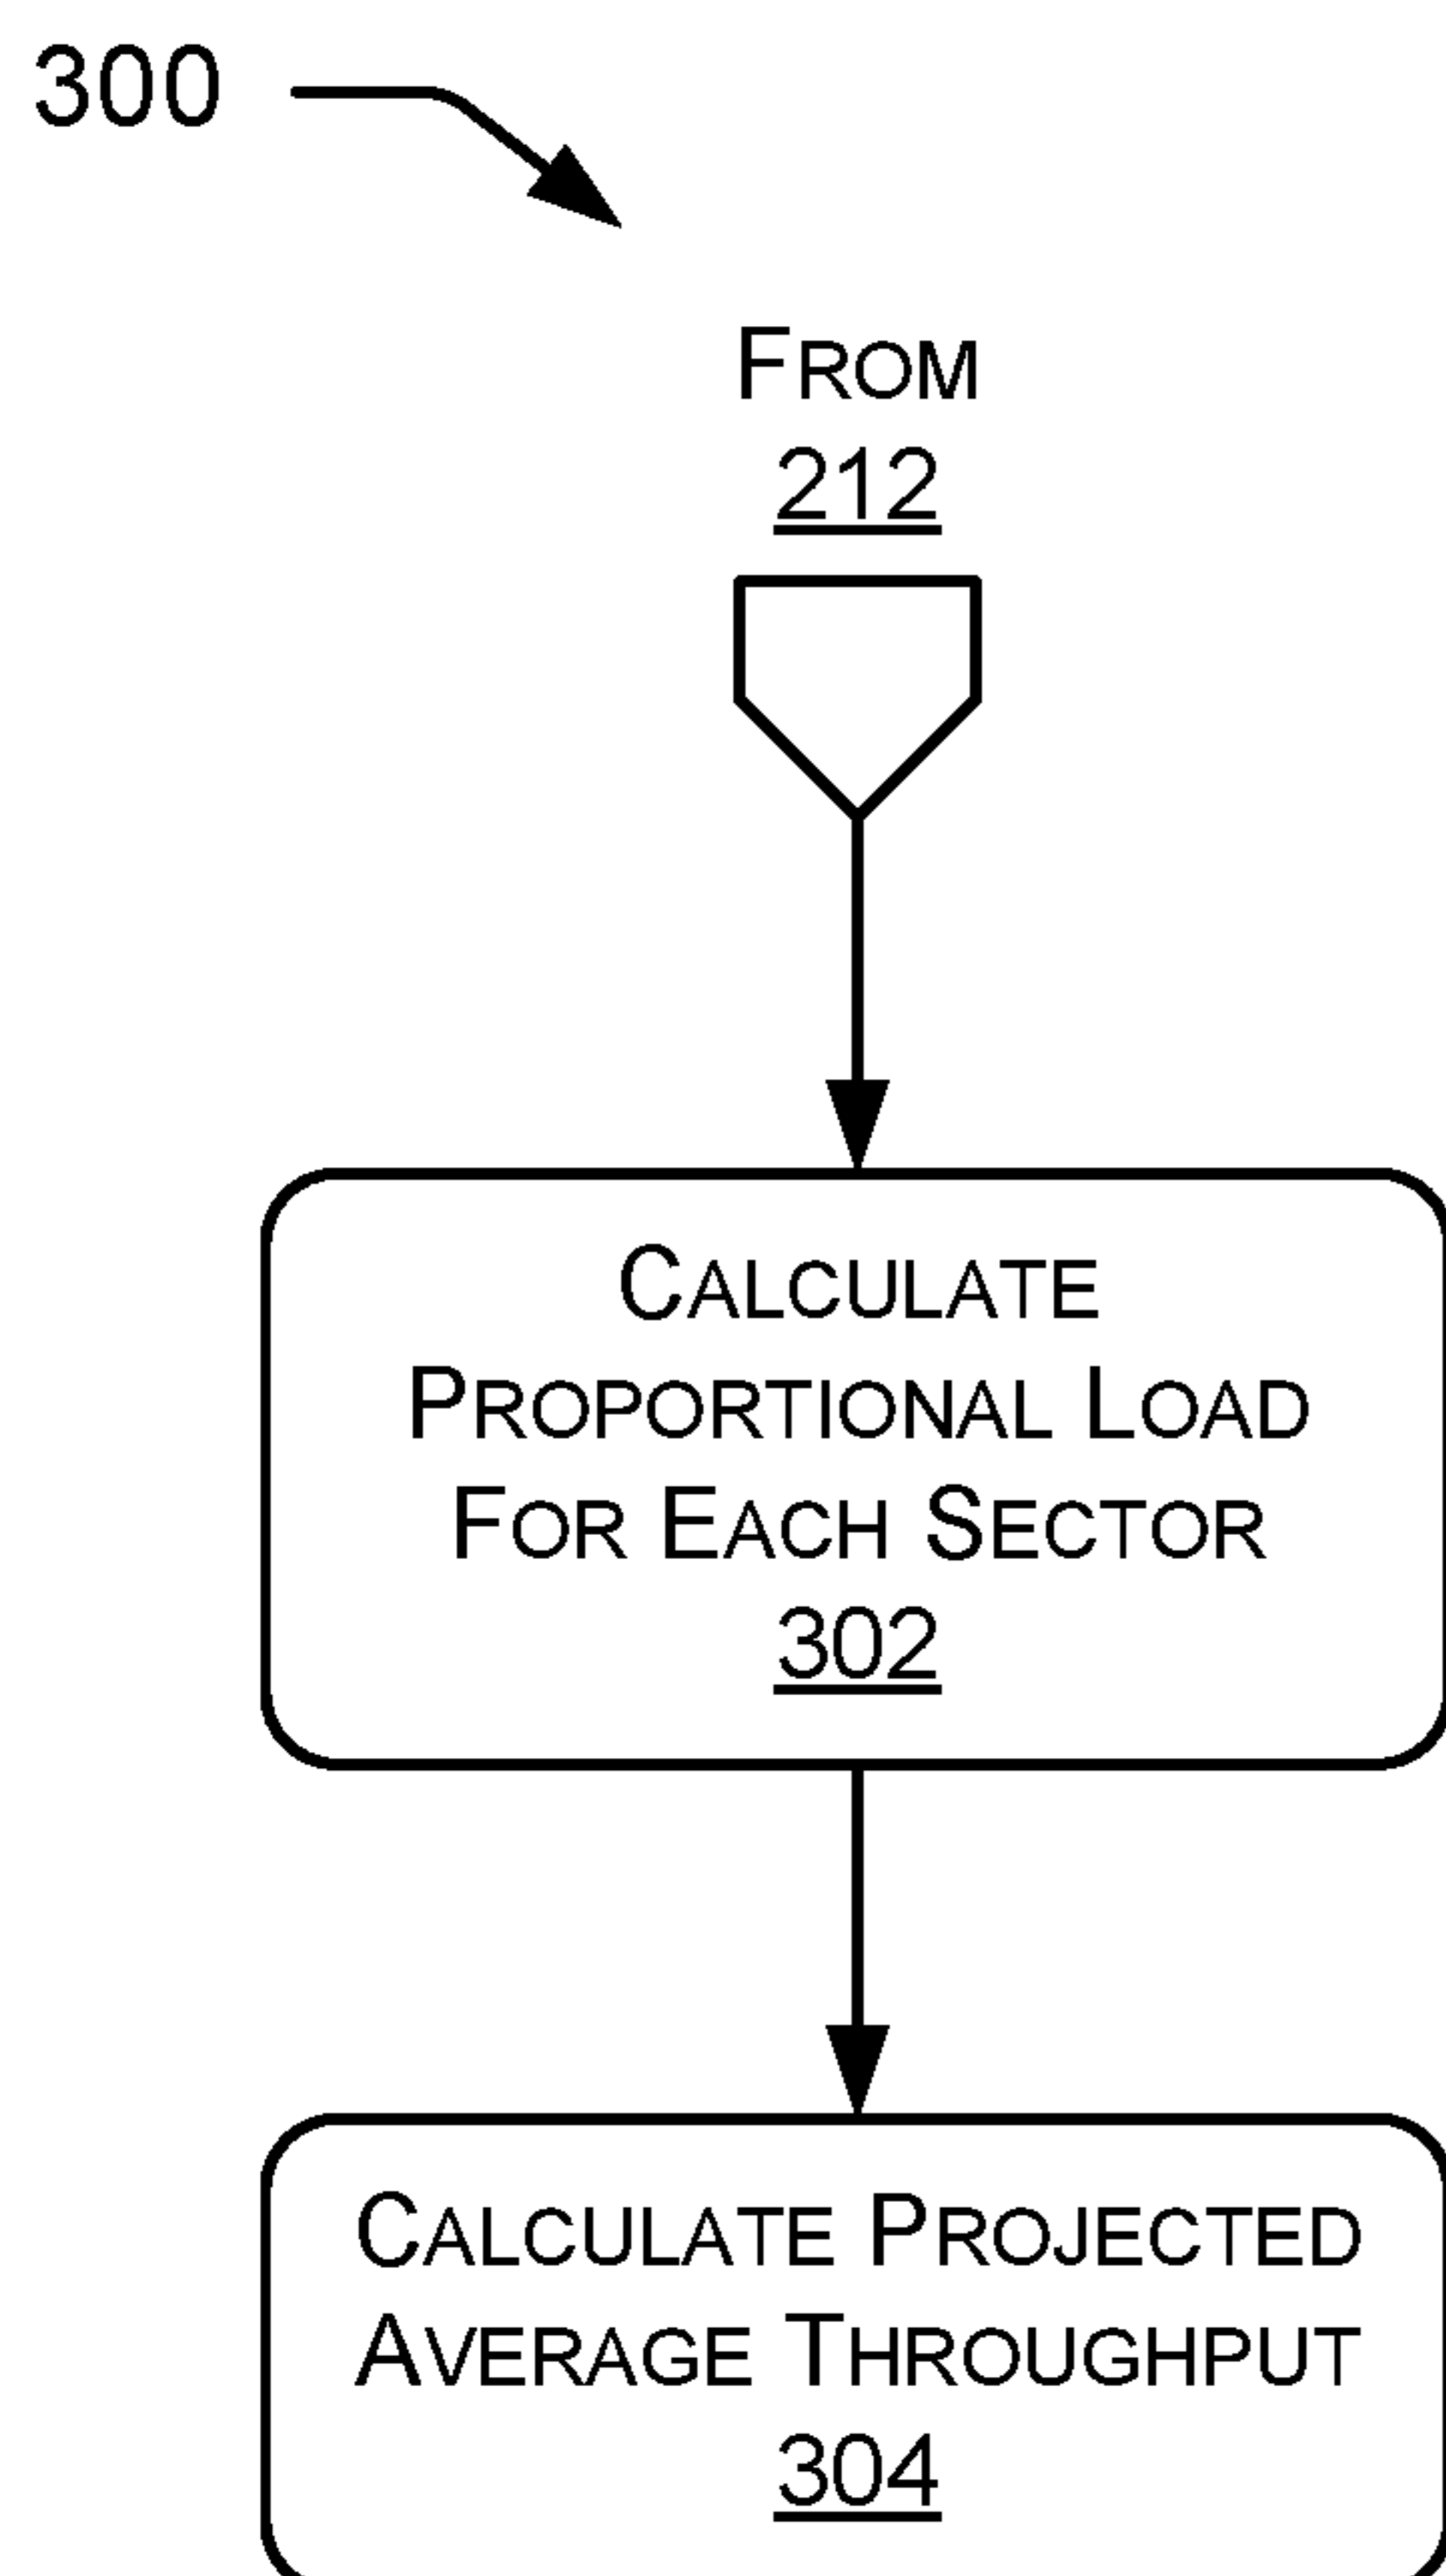 300
FROM
212
CALCULATE
PROPORTIONAL LOAD
FOR EACH SECTOR
302
CALCULATE PROJECTED
AVERAGE THROUGHPUT
304